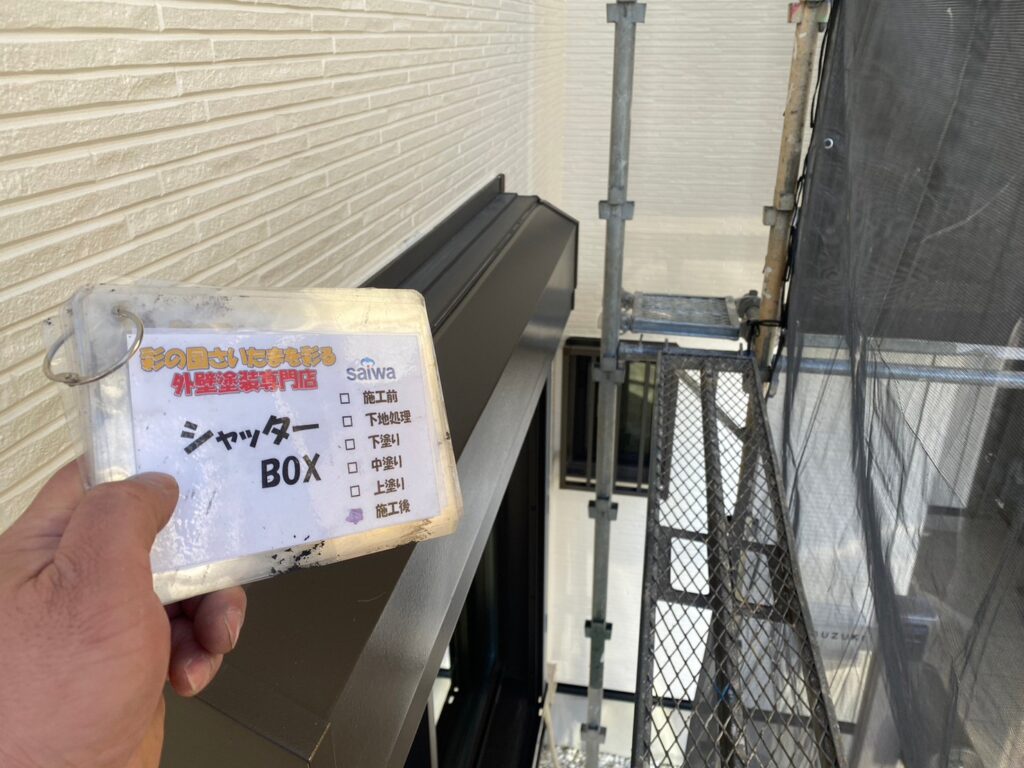 彩の国さいたまを彩る
外壁塗装専門店
saiwa
シャッター
BOX
施工前
下地処理
下塗り
中塗り
上塗り
施工後
UZUKI